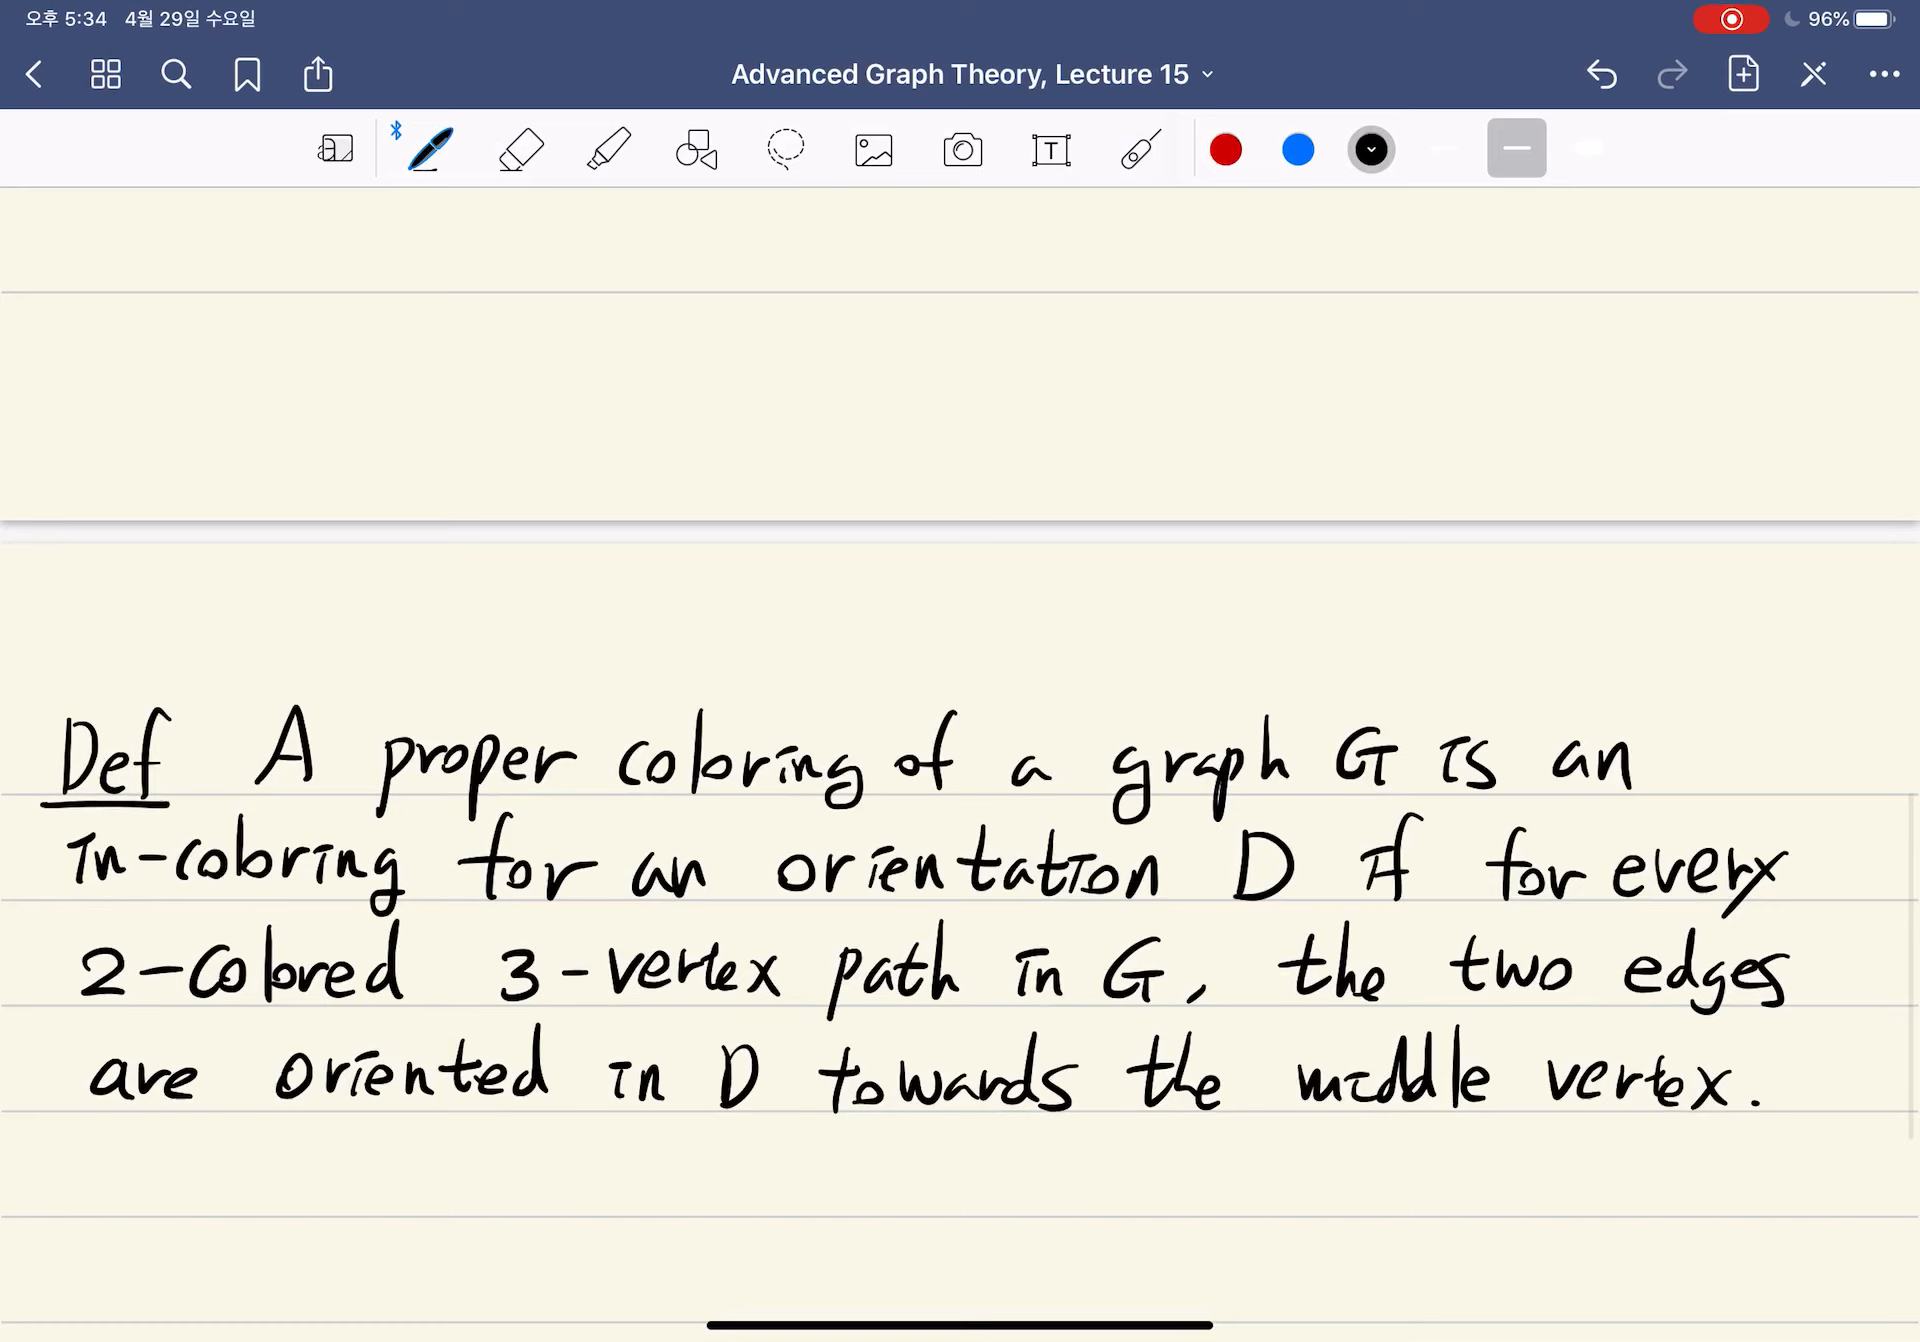 오후 5:34 4월 29일 수요일
96%
Advanced Graph Theory, Lecture 15
Def A proper coloring of a graph G is an
in-coloring for an orientation D if for every
2-colored 3-vertex path in G, the two edges
are oriented in D towards the middle vertex.